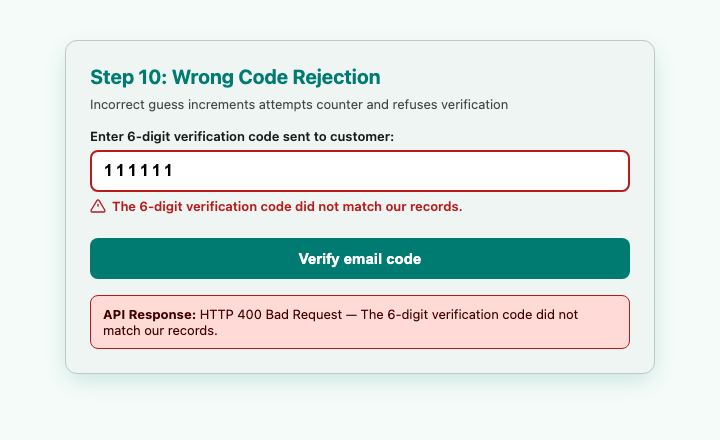 Step 10: Wrong Code Rejection
Incorrect guess increments attempts counter and refuses verification
Enter 6-digit verification code sent to customer:
111111
The 6-digit verification code did not match our records.
Verify email code
API Response: HTTP 400 Bad Request — The 6-digit verification code did not
match our records.